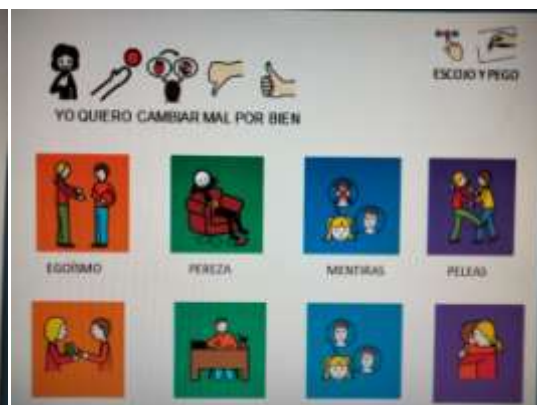 ESCOJO Y PEGO
YO QUIERO CAMBIAR MAL POR BIEN
EGOÍSMO
PEREZA
MENTIRAS
PELEAS